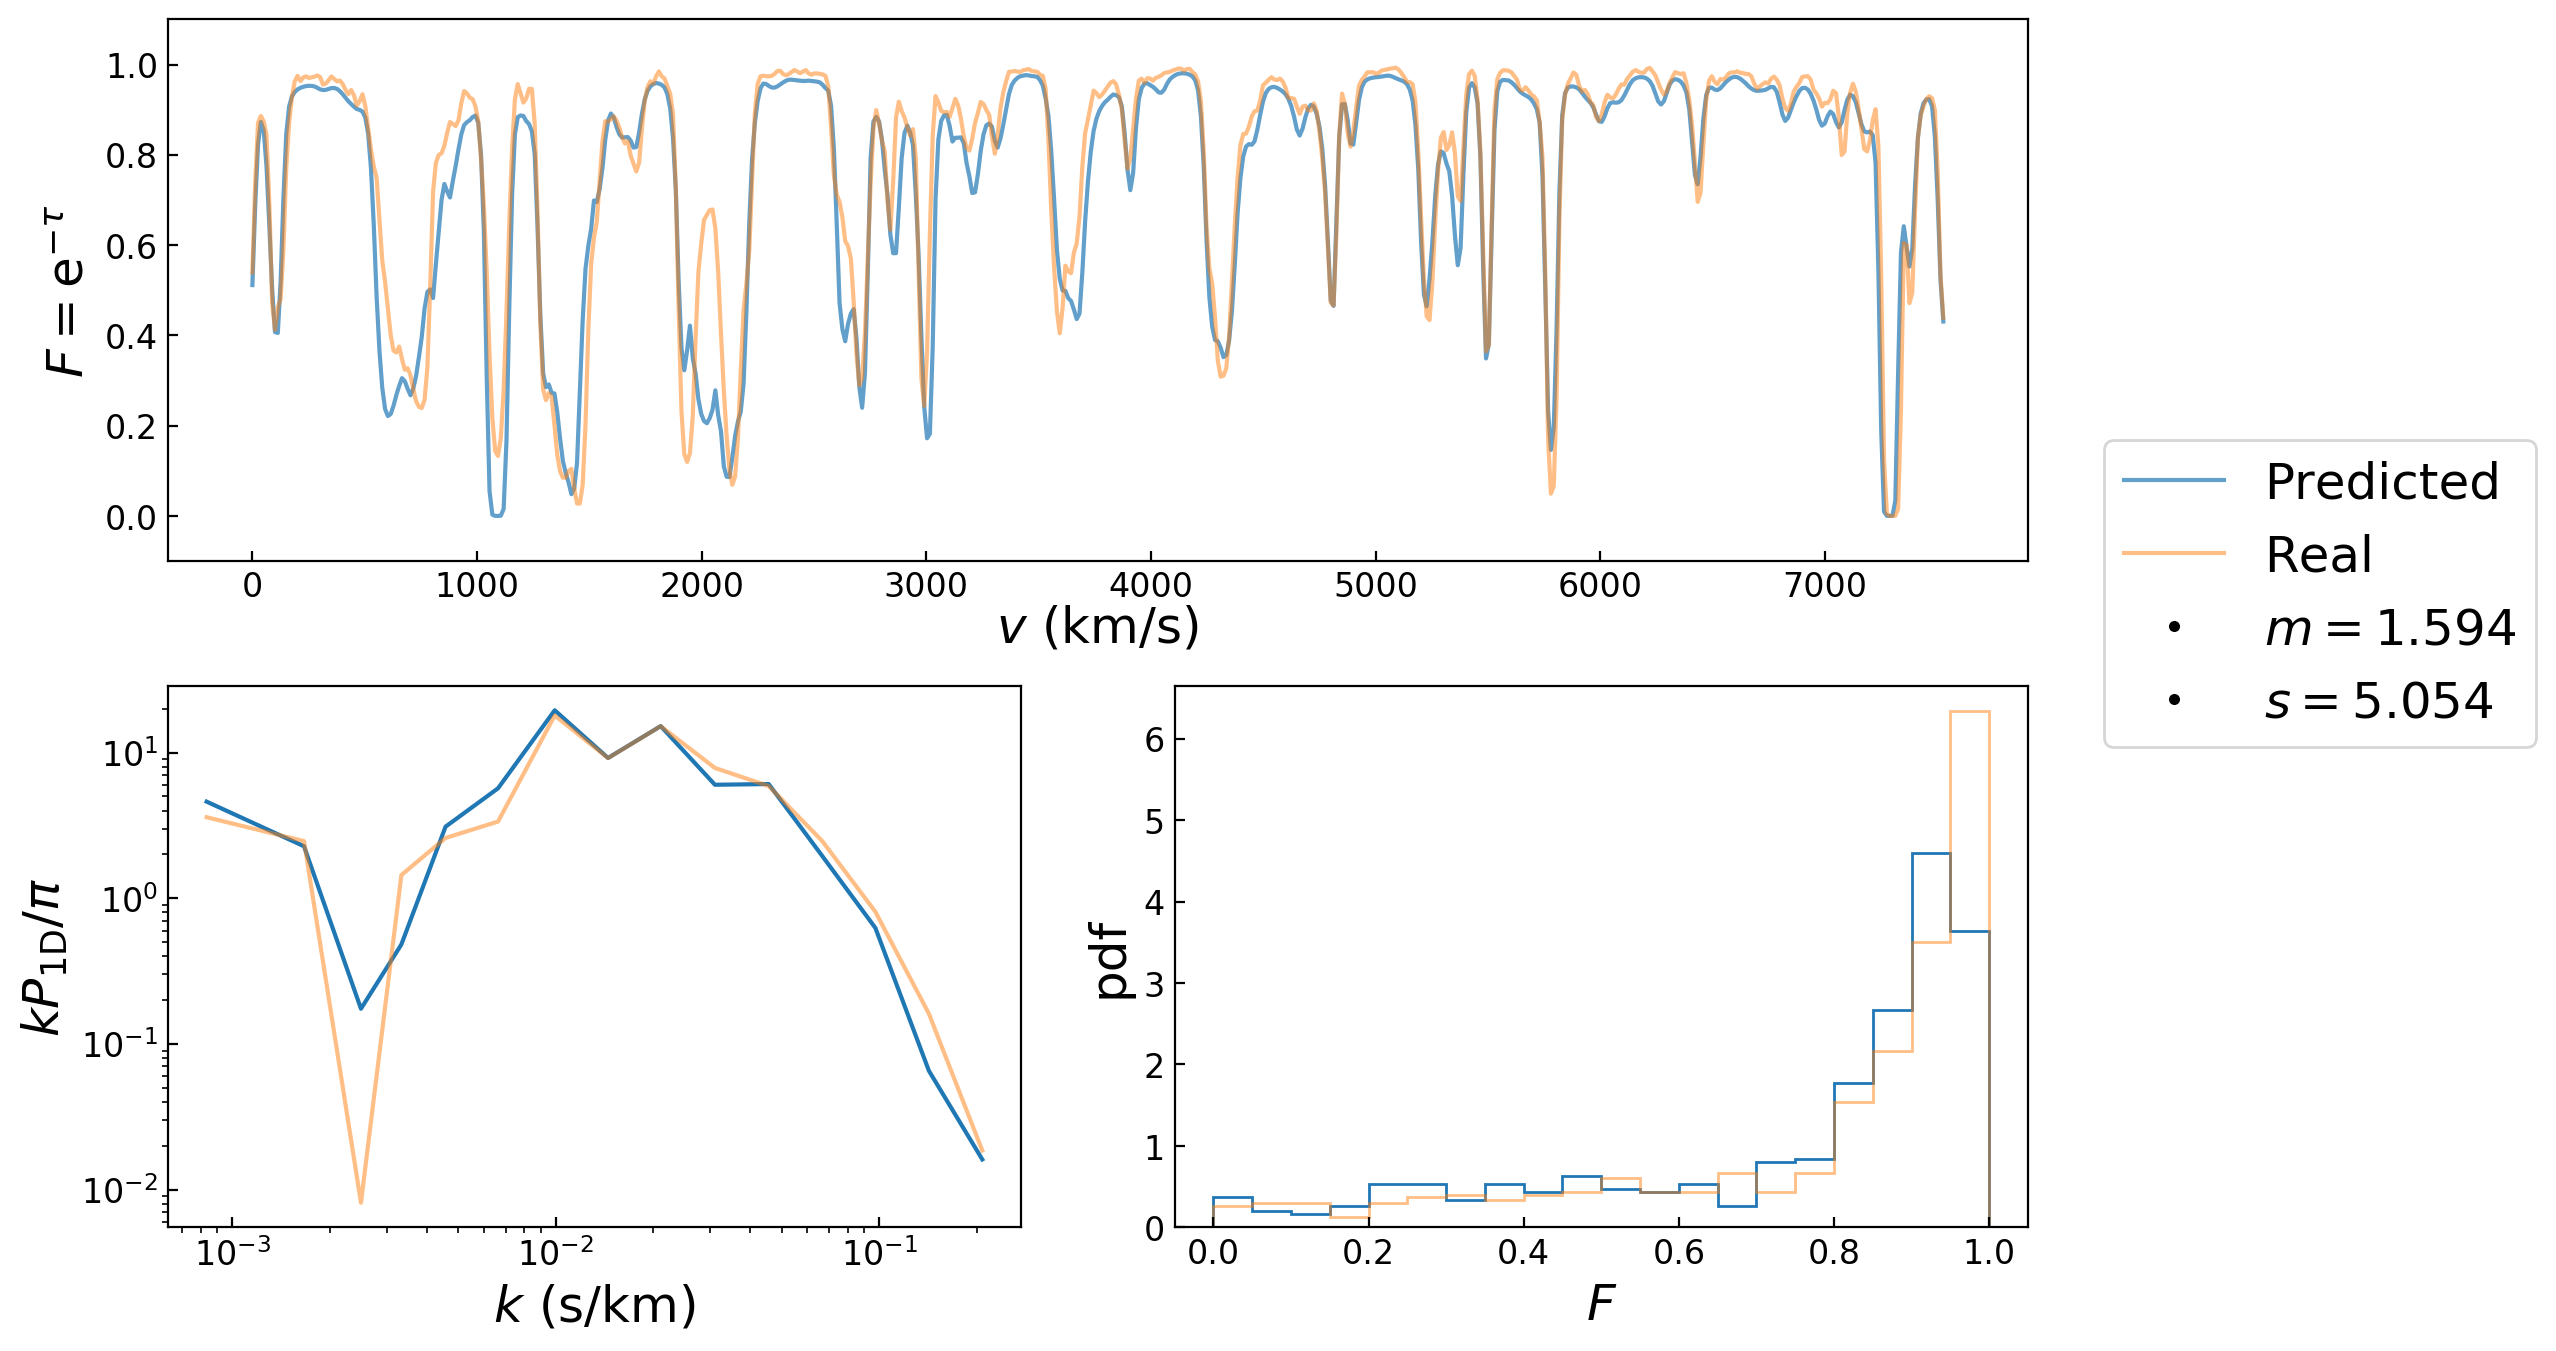 1.0
0.8
0.6
0.4
0.2
0.0
F = e^{−τ}
0 1000 2000 3000 4000 5000 6000 7000
v (km/s)
Predicted
Real
m = 1.594
s = 5.054
10^1
10^0
10^{−1}
10^{−2}
kP_{1D}/π
10^{−3} 10^{−2} 10^{−1}
k (s/km)
6
5
4
3
2
1
0
pdf
0.0 0.2 0.4 0.6 0.8 1.0
F